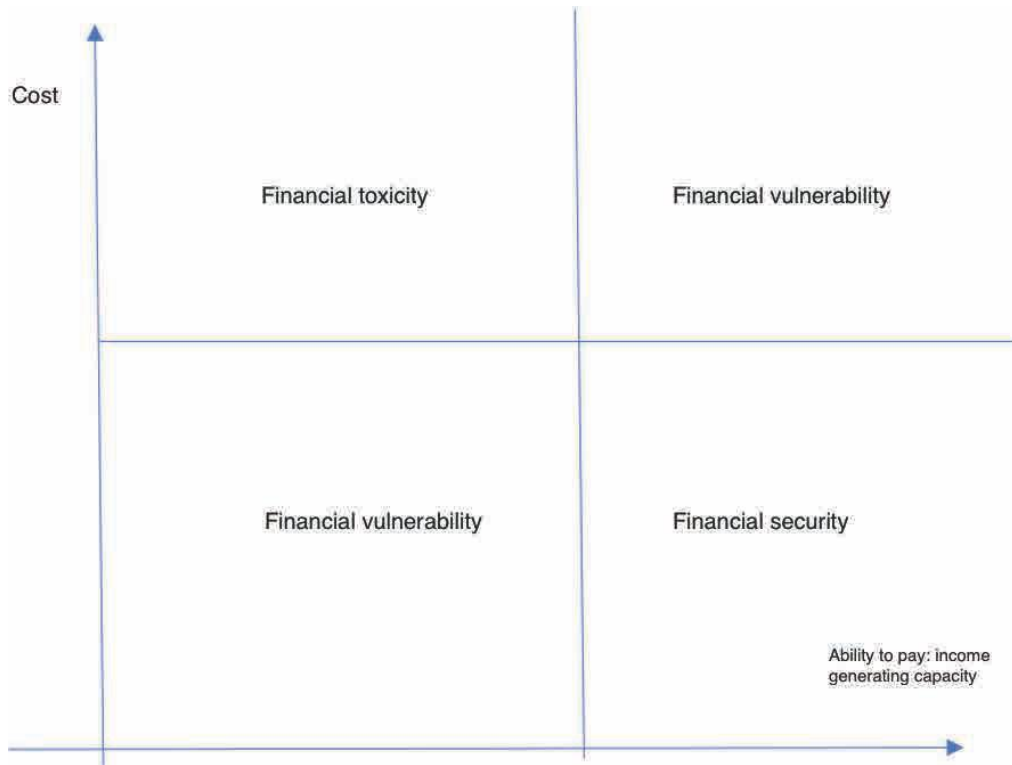 Cost
Financial toxicity
Financial vulnerability
Financial vulnerability
Financial security
Ability to pay: income
generating capacity